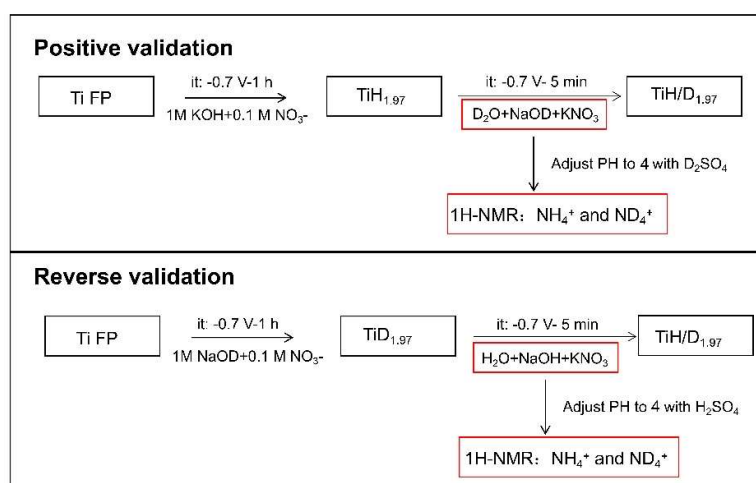 Positive validation
Ti FP
it: -0.7 V-1 h
1M KOH+0.1 M NO₃-
TiH₁.₉₇
it: -0.7 V- 5 min
D₂O+NaOD+KNO₃
TiH/D₁.₉₇
Adjust PH to 4 with D₂SO₄
1H-NMR: NH₄⁺ and ND₄⁺
Reverse validation
Ti FP
it: -0.7 V-1 h
1M NaOD+0.1 M NO₃-
TiD₁.₉₇
it: -0.7 V- 5 min
H₂O+NaOH+KNO₃
TiH/D₁.₉₇
Adjust PH to 4 with H₂SO₄
1H-NMR: NH₄⁺ and ND₄⁺